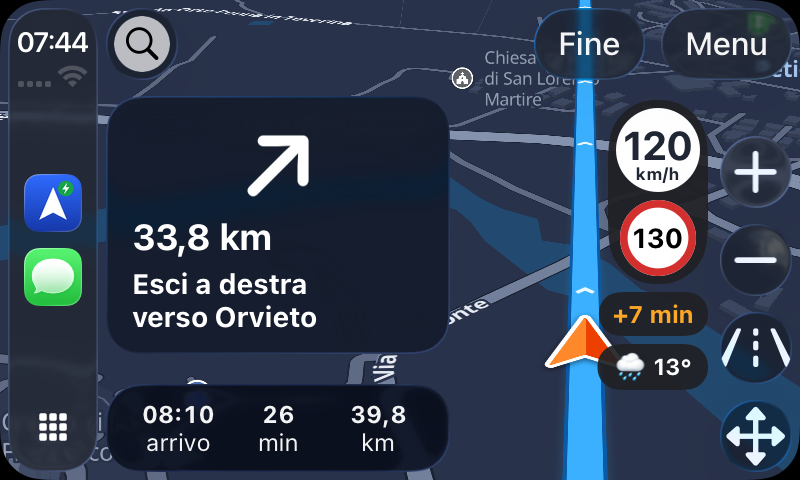 07:44
Fine
Menu
Chiesa
di San Lorenzo
Martire
120
km/h
130
33,8 km
Esci a destra
verso Orvieto
+7 min
13°
Via
08:10
26
39,8
arrivo
min
km